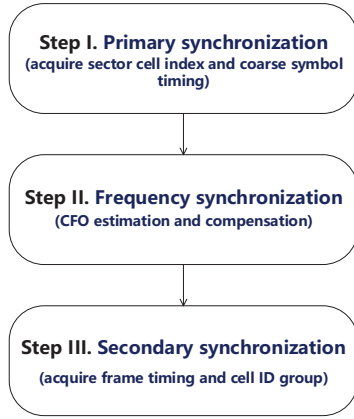 Step I. Primary synchronization
(acquire sector cell index and coarse symbol
timing)
Step II. Frequency synchronization
(CFO estimation and compensation)
Step III. Secondary synchronization
(acquire frame timing and cell ID group)